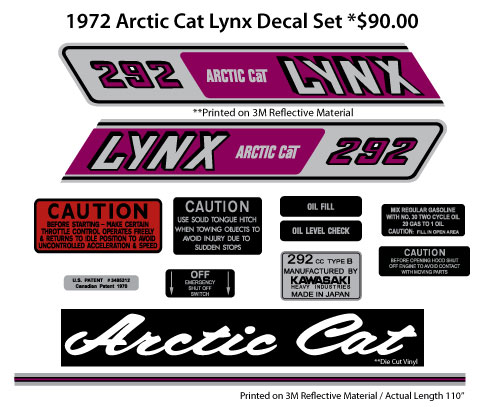 1972 Arctic Cat Lynx Decal Set *$90.00
292 ARCTIC Cat LYNX
**Printed on 3M Reflective Material
LYNX ARCTIC Cat 292
CAUTION
BEFORE STARTING – MAKE CERTAIN
THROTTLE CONTROL OPERATES FREELY
& RETURNS TO IDLE POSITION TO AVOID
UNCONTROLLED ACCELERATION & SPEED
CAUTION
USE SOLID TONGUE HITCH
WHEN TOWING OBJECTS TO
AVOID INJURY DUE TO
SUDDEN STOPS
OIL FILL
OIL LEVEL CHECK
MIX REGULAR GASOLINE
WITH NO. 30 TWO CYCLE OIL
20 GAS TO 1 OIL
CAUTION: FILL IN OPEN AREA
U.S. PATENT #3485312
Canadian Patent 1970
OFF
EMERGENCY
SHUT OFF
SWITCH
292 CC TYPE B
MANUFACTURED BY
KAWASAKI
HEAVY INDUSTRIES
MADE IN JAPAN
CAUTION
BEFORE OPENING HOOD SHUT
OFF ENGINE TO AVOID CONTACT
WITH MOVING PARTS
Arctic Cat
**Die Cut Vinyl
Printed on 3M Reflective Material / Actual Length 110"